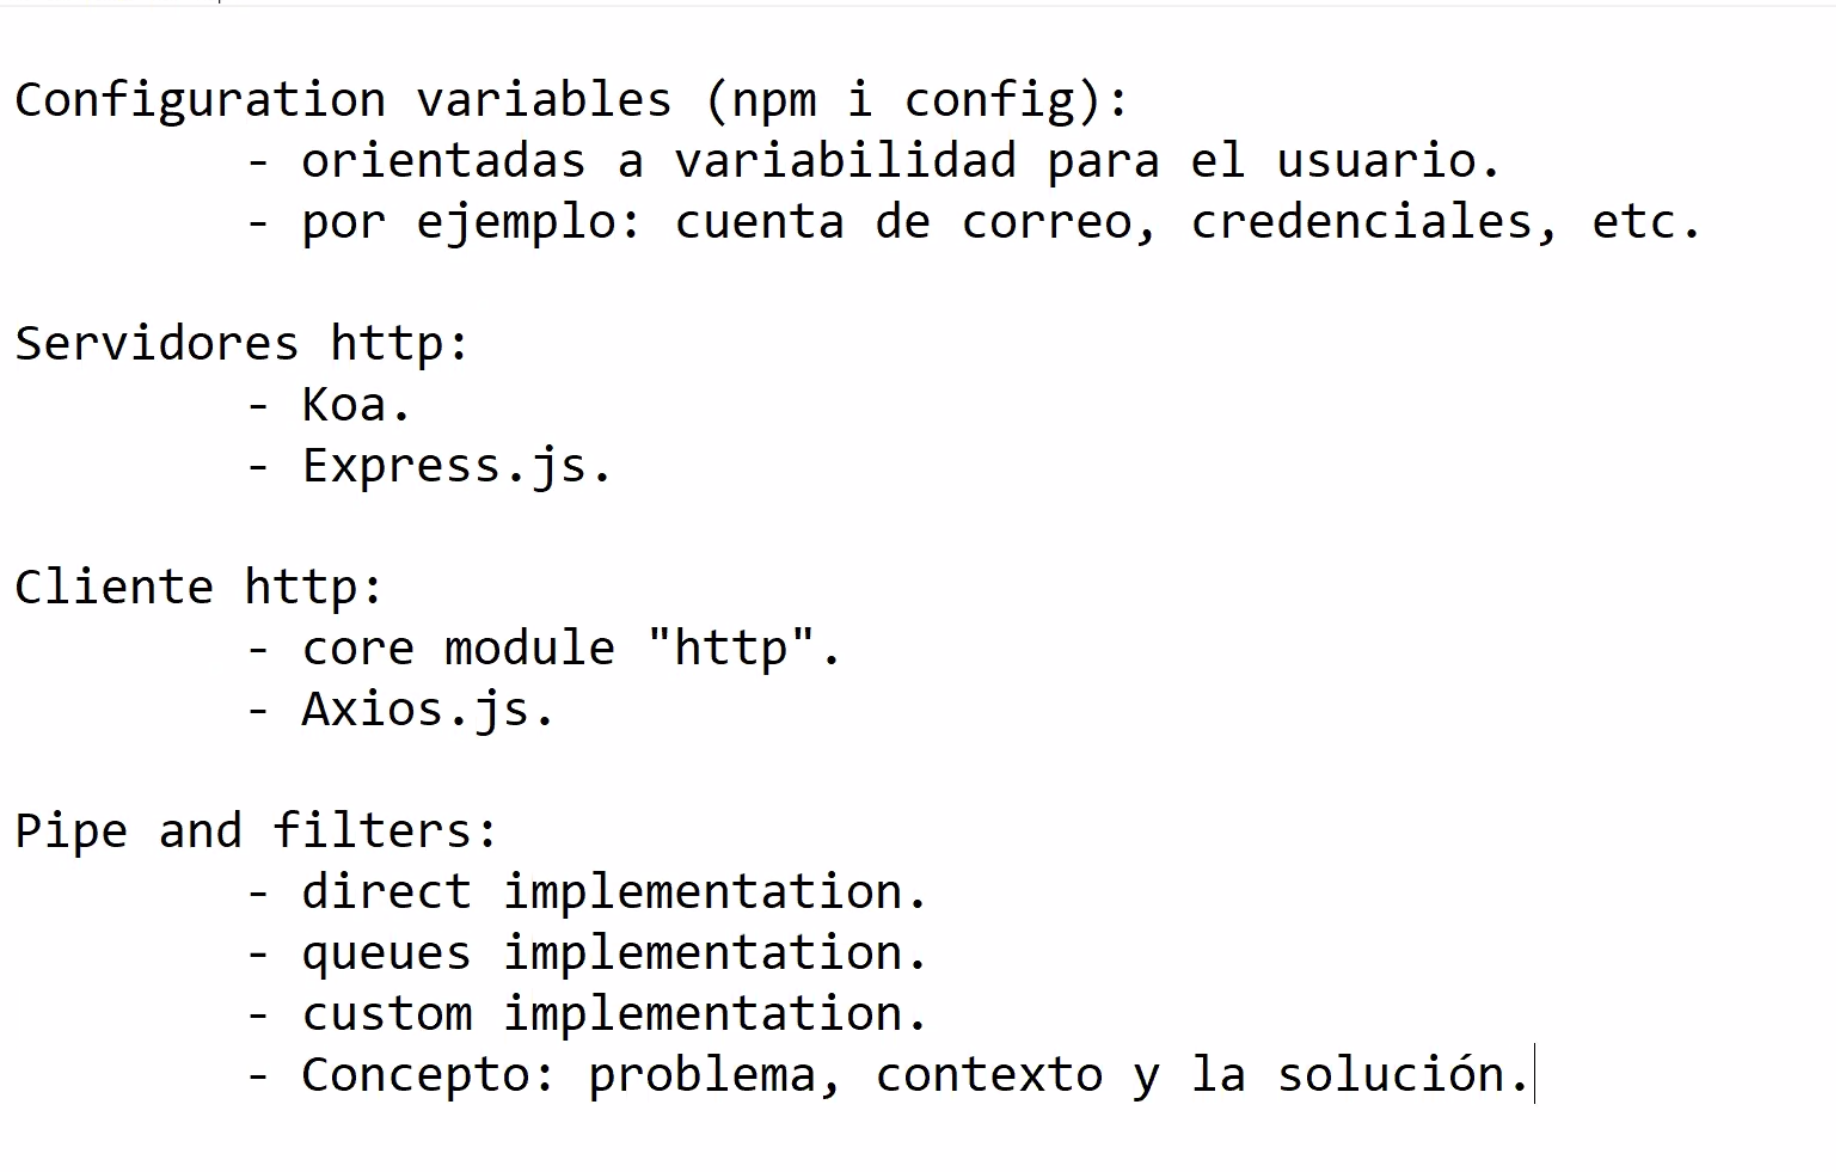 Configuration variables (npm i config):
- orientadas a variabilidad para el usuario.
- por ejemplo: cuenta de correo, credenciales, etc.
Servidores http:
- Koa.
- Express.js.
Cliente http:
- core module "http".
- Axios.js.
Pipe and filters:
- direct implementation.
- queues implementation.
- custom implementation.
- Concepto: problema, contexto y la solución.